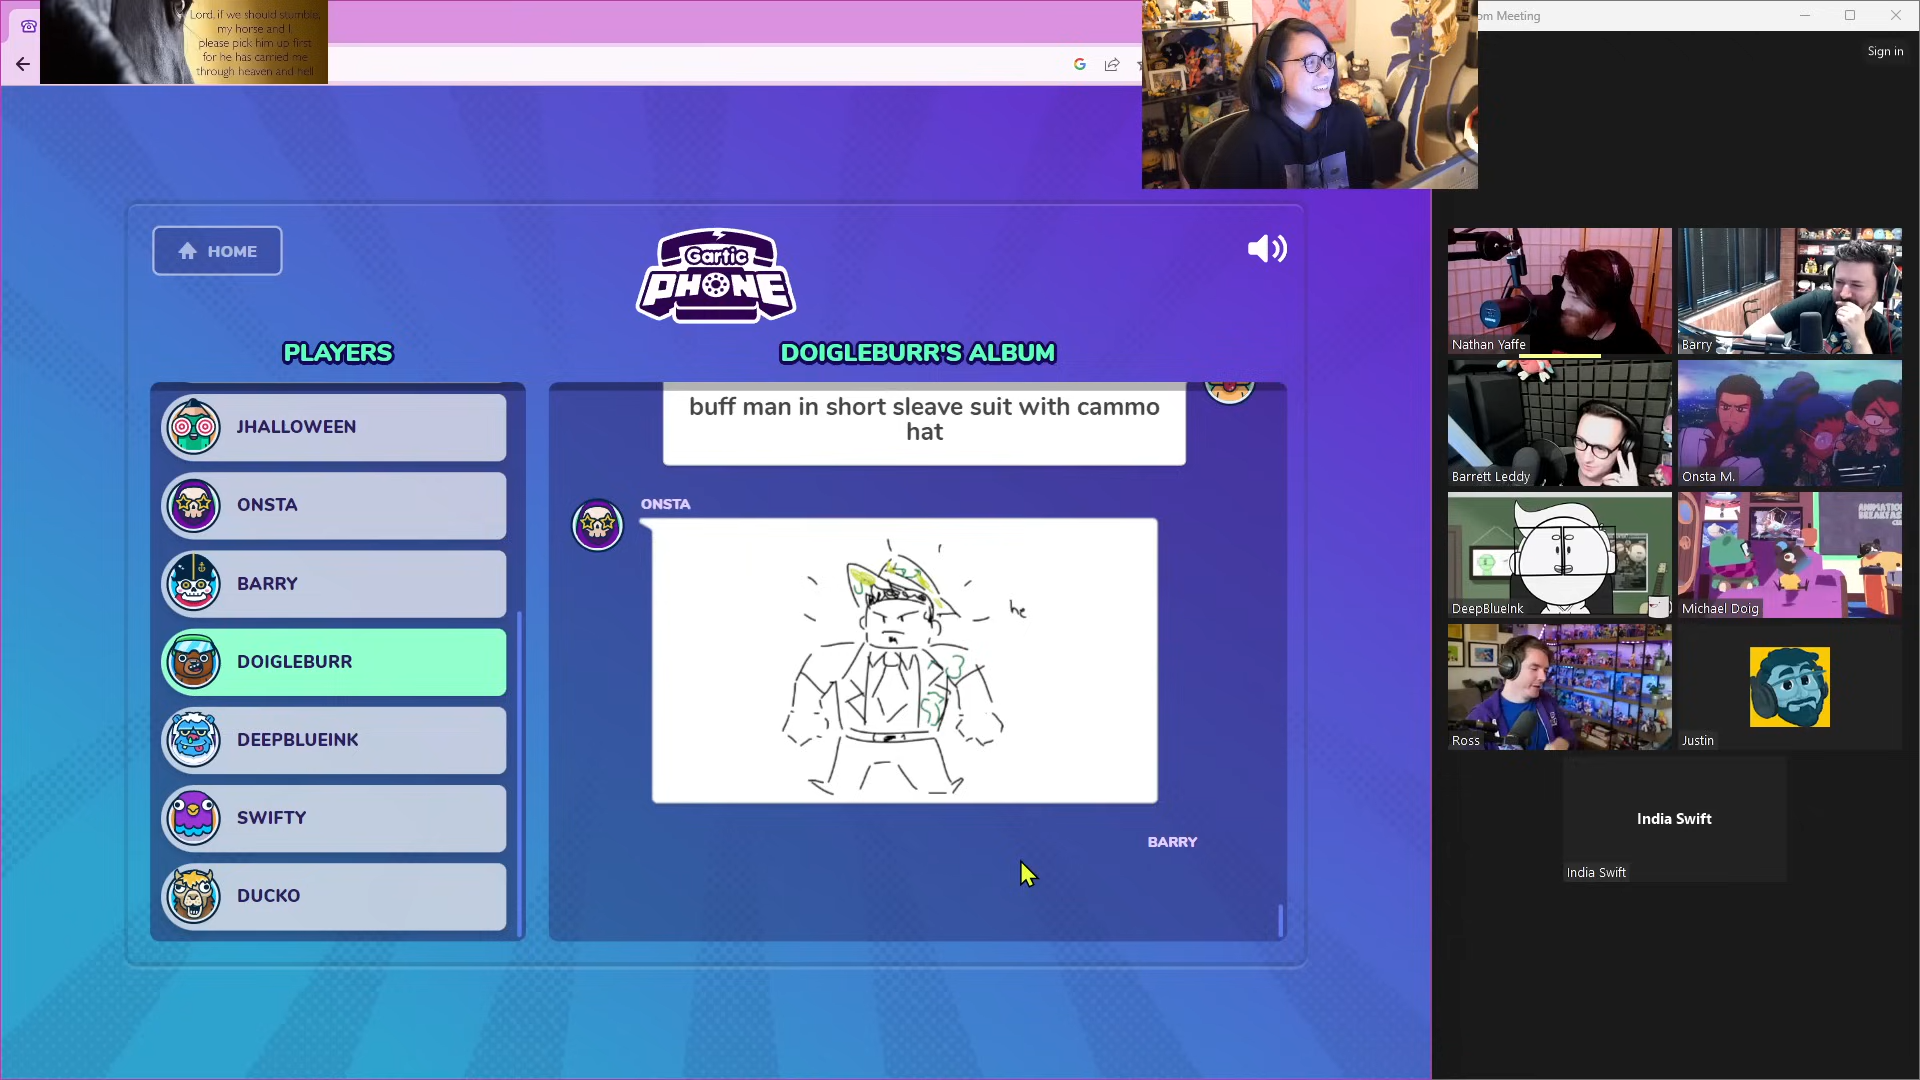 Lord, if we should stumble,
my horse and I,
please pick him up first
for he has carried me
through heaven and hell
om Meeting
Sign in
HOME
Gartic
PHONE
PLAYERS
DOIGLEBURR'S ALBUM
JHALLOWEEN
ONSTA
BARRY
DOIGLEBURR
DEEPBLUEINK
SWIFTY
DUCKO
buff man in short sleave suit with cammo
hat
ONSTA
he
BARRY
Nathan Yaffe
Barry
Barrett Leddy
Onsta M.
DeepBlueInk
ANIMATION
BREAKFAST
Michael Doig
Ross
Justin
India Swift
India Swift